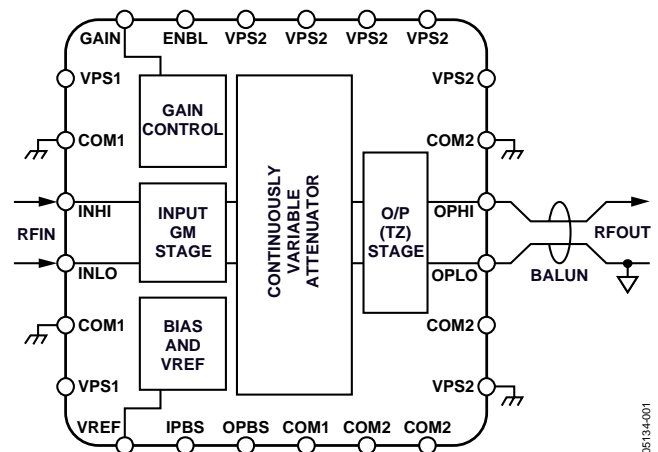 GAIN ENBL VPS2 VPS2 VPS2 VPS2
VPS1
VPS2
GAIN
CONTROL
COM1
COM2
CONTINUOUSLY
VARIABLE
ATTENUATOR
INHI
INPUT
GM
STAGE
O/P
(TZ)
STAGE
OPHI
RFIN
RFOUT
INLO
OPLO
BALUN
COM1
BIAS
AND
VREF
COM2
VPS1
VPS2
VREF IPBS OPBS COM1 COM2 COM2
05134-001